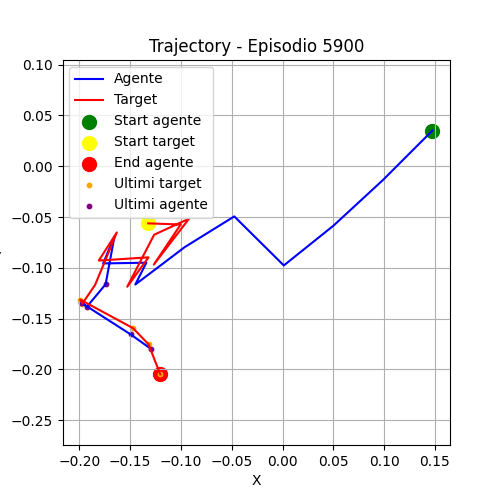 Trajectory - Episodio 5900
0.10
0.05
0.00
−0.05
−0.10
−0.15
−0.20
−0.25
Agente
Target
Start agente
Start target
End agente
Ultimi target
Ultimi agente
−0.20
−0.15
−0.10
−0.05
0.00
0.05
0.10
0.15
X